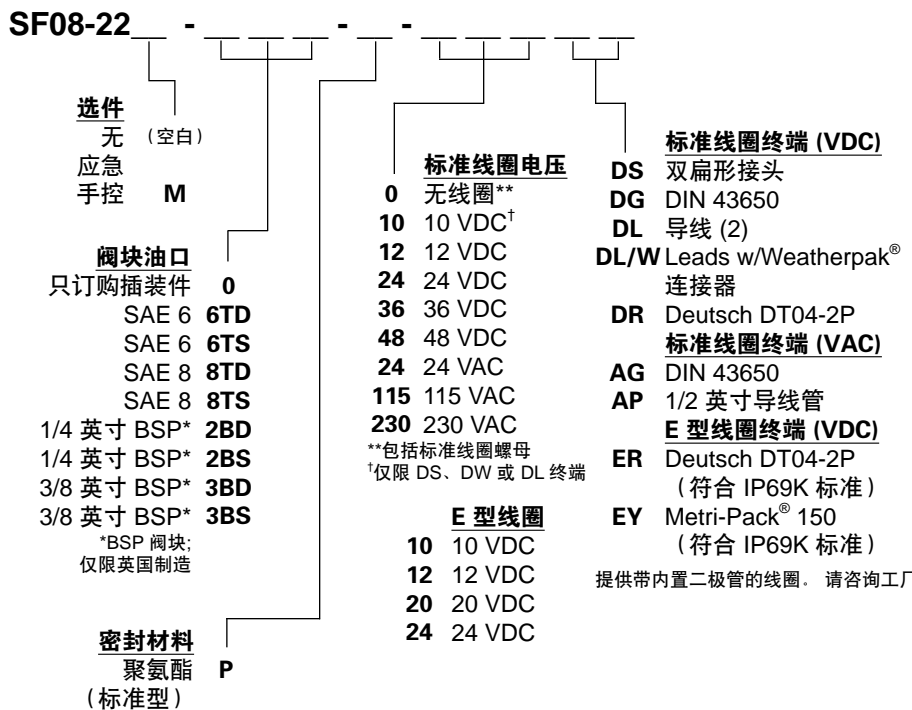 SF08-22__ - __ __ __ - __ - __ __ __ __ __
选件
无 (空白)
应急
手控 M
阀块油口
只订购插装件 0
SAE 6 6TD
SAE 6 6TS
SAE 8 8TD
SAE 8 8TS
1/4 英寸 BSP* 2BD
1/4 英寸 BSP* 2BS
3/8 英寸 BSP* 3BD
3/8 英寸 BSP* 3BS
*BSP 阀块;
仅限英国制造
密封材料
聚氨酯 P
(标准型)
标准线圈电压
0 无线圈**
10 10 VDC†
12 12 VDC
24 24 VDC
36 36 VDC
48 48 VDC
24 24 VAC
115 115 VAC
230 230 VAC
**包括标准线圈螺母
†仅限 DS、DW 或 DL 终端
E 型线圈
10 10 VDC
12 12 VDC
20 20 VDC
24 24 VDC
标准线圈终端 (VDC)
DS 双扁形接头
DG DIN 43650
DL 导线 (2)
DL/W Leads w/Weatherpak®
连接器
DR Deutsch DT04-2P
标准线圈终端 (VAC)
AG DIN 43650
AP 1/2 英寸导线管
E 型线圈终端 (VDC)
ER Deutsch DT04-2P
(符合 IP69K 标准)
EY Metri-Pack® 150
(符合 IP69K 标准)
提供带内置二极管的线圈。 请咨询工厂